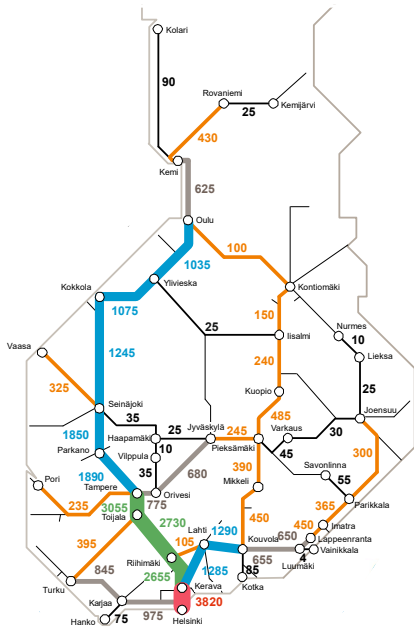 Kolari
90
Rovaniemi
Kemijärvi
25
430
Kemi
625
Oulu
100
1035
Kontiomäki
Ylivieska
Kokkola
1075
150
Nurmes
25
Iisalmi
10
Lieksa
Vaasa
1245
240
325
Kuopio
25
Seinäjoki
35
485
Joensuu
Jyväskylä
Varkaus
30
1850
Haapamäki
25
245
Parkano
10
Pieksämäki
45
Vilppula
300
1890
35
680
390
Savonlinna
Pori
Tampere
Mikkeli
55
775
Orivesi
Parikkala
235
3055
365
Toijala
2730
450
Imatra
Lahti
1290
395
Kouvola
650
Lappeenranta
Riihimäki
105
Vainikkala
655
4
845
2655
1285
Luumäki
85
Turku
Kerava
Kotka
Karjaa
3820
975
Hanko
75
Helsinki